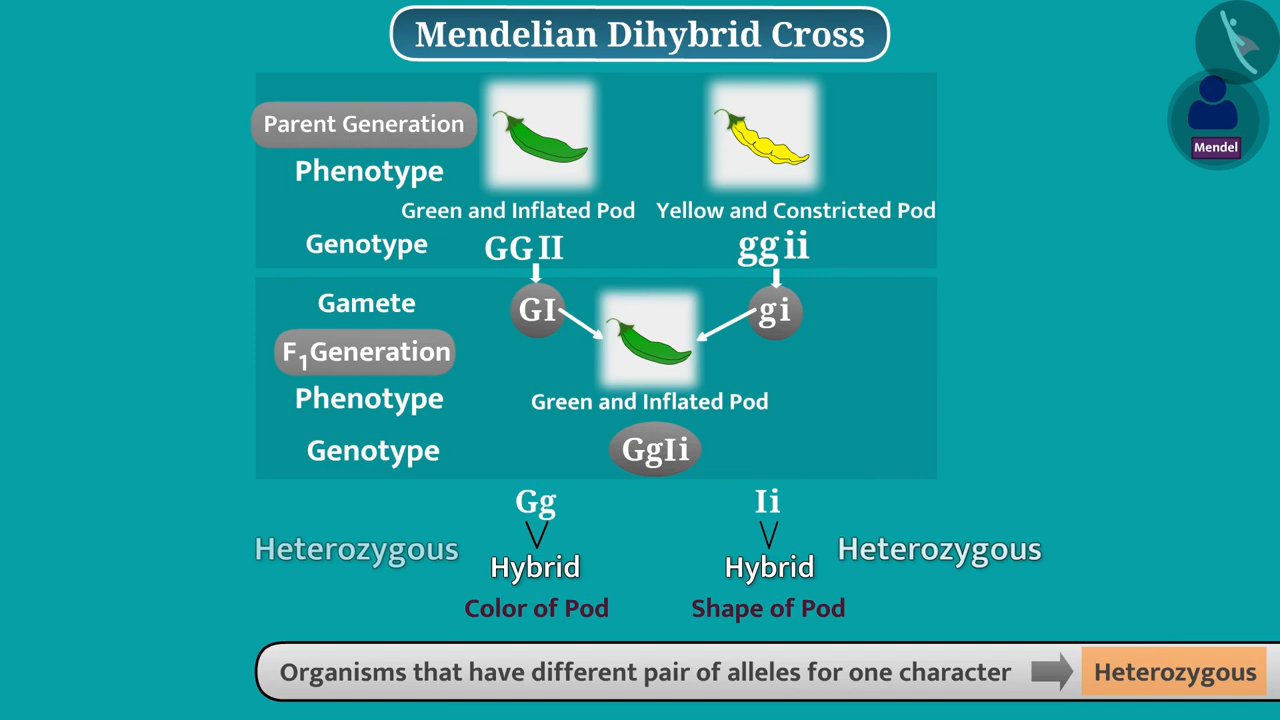 Mendelian Dihybrid Cross
Mendel
Parent Generation
Phenotype
Green and Inflated Pod Yellow and Constricted Pod
Genotype GG II gg ii
Gamete GI gi
F1 Generation
Phenotype Green and Inflated Pod
Genotype GgIi
Gg Ii
Heterozygous Hybrid Hybrid Heterozygous
Color of Pod Shape of Pod
Organisms that have different pair of alleles for one character Heterozygous